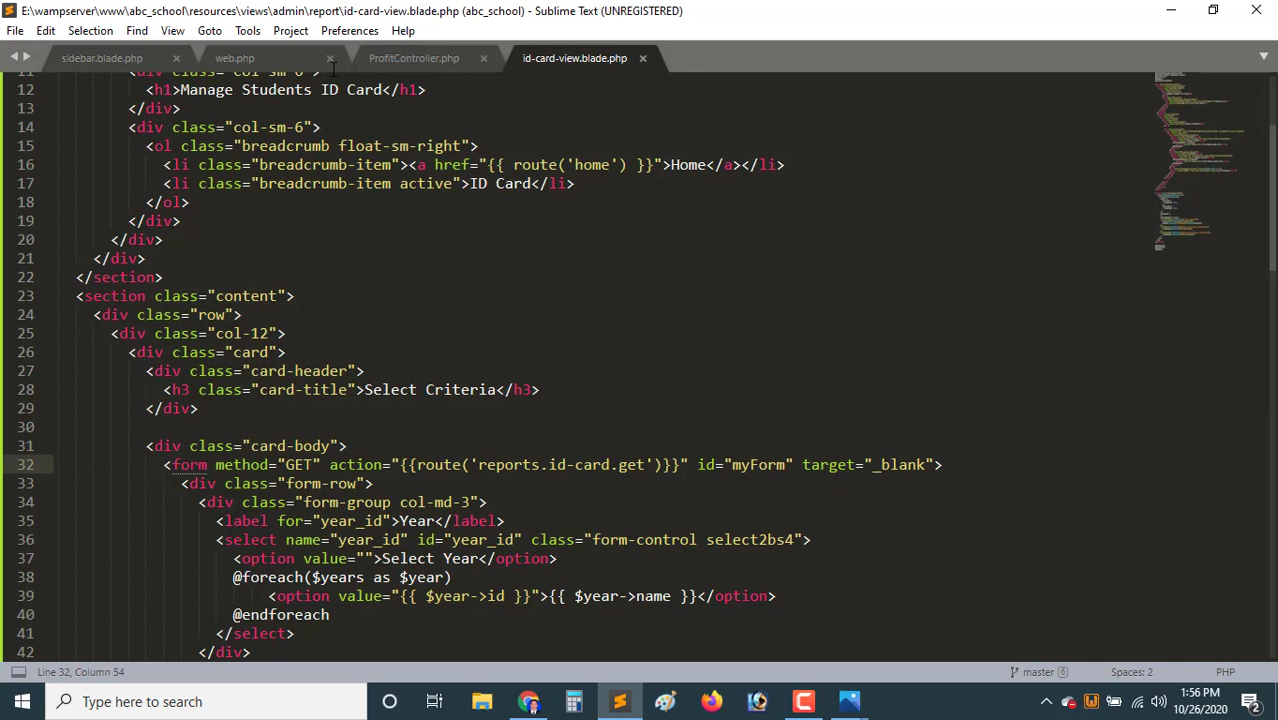 E:\wampserver\www\abc_school\resources\views\admin\report\id-card-view.blade.php (abc_school) - Sublime Text (UNREGISTERED)
File Edit Selection Find View Goto Tools Project Preferences Help
sidebar.blade.php web.php ProfitController.php id-card-view.blade.php
11 <div class="col-sm-6">
12 <h1>Manage Students ID Card</h1>
13 </div>
14 <div class="col-sm-6">
15 <ol class="breadcrumb float-sm-right">
16 <li class="breadcrumb-item"><a href="{{ route('home') }}">Home</a></li>
17 <li class="breadcrumb-item active">ID Card</li>
18 </ol>
19 </div>
20 </div>
21 </div>
22 </section>
23 <section class="content">
24 <div class="row">
25 <div class="col-12">
26 <div class="card">
27 <div class="card-header">
28 <h3 class="card-title">Select Criteria</h3>
29 </div>
30
31 <div class="card-body">
32 <form method="GET" action="{{route('reports.id-card.get')}}" id="myForm" target="_blank">
33 <div class="form-row">
34 <div class="form-group col-md-3">
35 <label for="year_id">Year</label>
36 <select name="year_id" id="year_id" class="form-control select2bs4">
37 <option value="">Select Year</option>
38 @foreach($years as $year)
39 <option value="{{ $year->id }}">{{ $year->name }}</option>
40 @endforeach
41 </select>
42 </div>
Line 32, Column 54 master 6 Spaces: 2 PHP
Type here to search
1:56 PM
10/26/2020
2